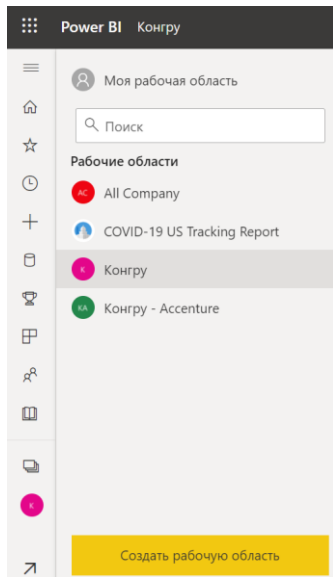 Power BI Конгру
Моя рабочая область
Поиск
Рабочие области
AC All Company
COVID-19 US Tracking Report
К Конгру
КА Конгру - Accenture
К
Создать рабочую область